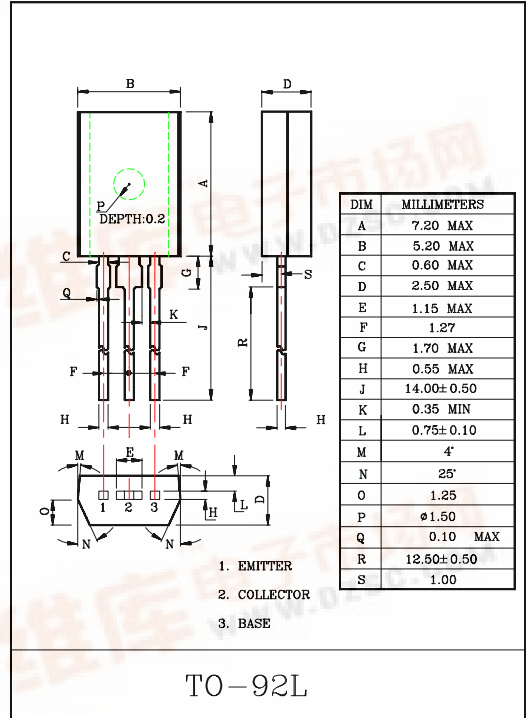 B
D
A
P
DEPTH:0.2
C
G
S
Q
K
J
R
F
F
H
H
H
M
E
M
L
D
1
2
3
O
H
N
N
DIM MILLIMETERS
A 7.20 MAX
B 5.20 MAX
C 0.60 MAX
D 2.50 MAX
E 1.15 MAX
F 1.27
G 1.70 MAX
H 0.55 MAX
J 14.00±0.50
K 0.35 MIN
L 0.75±0.10
M 4°
N 25°
O 1.25
P ø1.50
Q 0.10 MAX
R 12.50±0.50
S 1.00
1. EMITTER
2. COLLECTOR
3. BASE
TO-92L